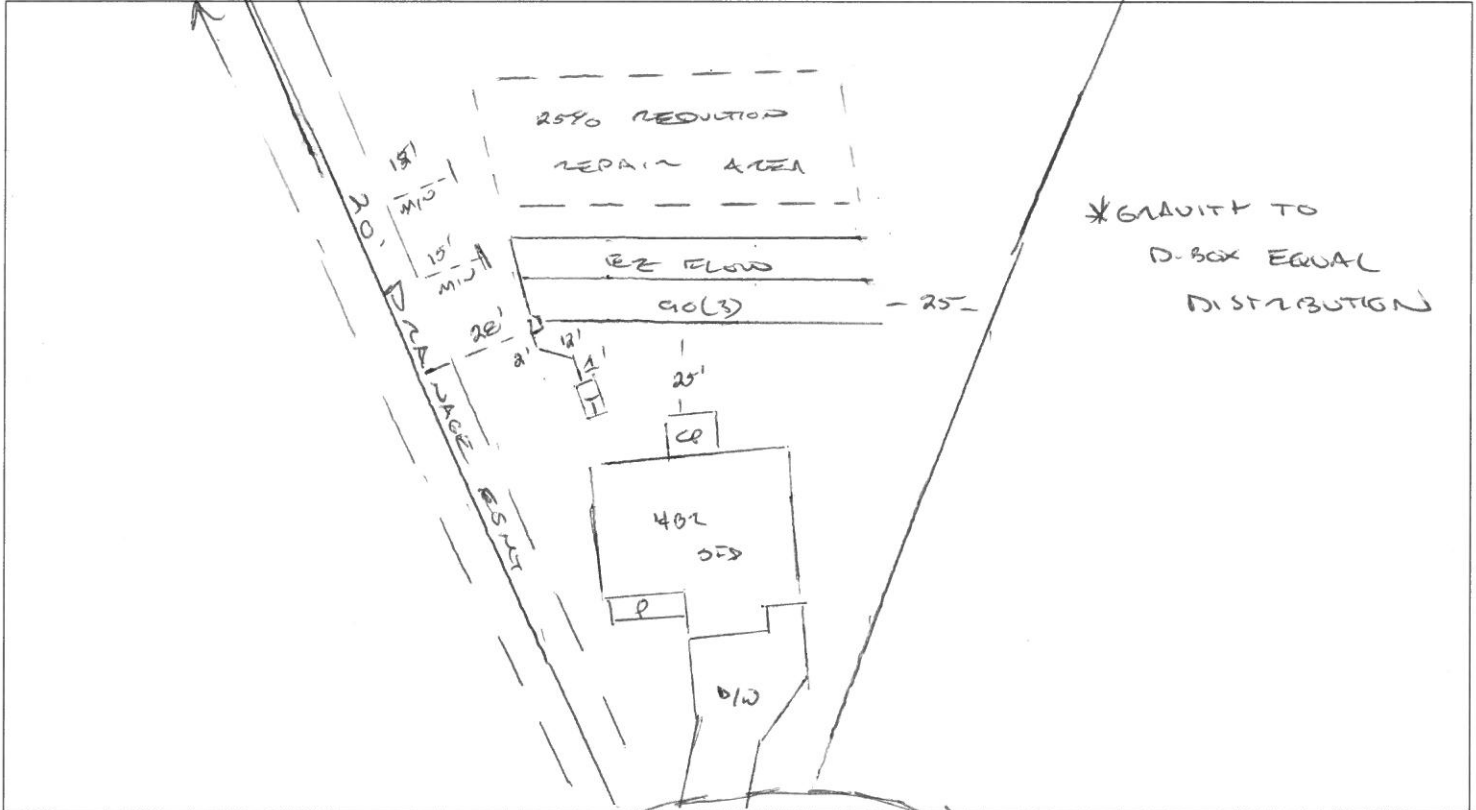 25% REDUCTION
REPAIR AREA
15'
MIN
15'
MIN
20' DRAINAGE ESMT
EZ FLOW
90(3)
- 25 -
*GRAVITY TO
D-BOX EQUAL
DISTRIBUTION
28'
2'
12'
25'
CP
4BR
SFD
P
D/W